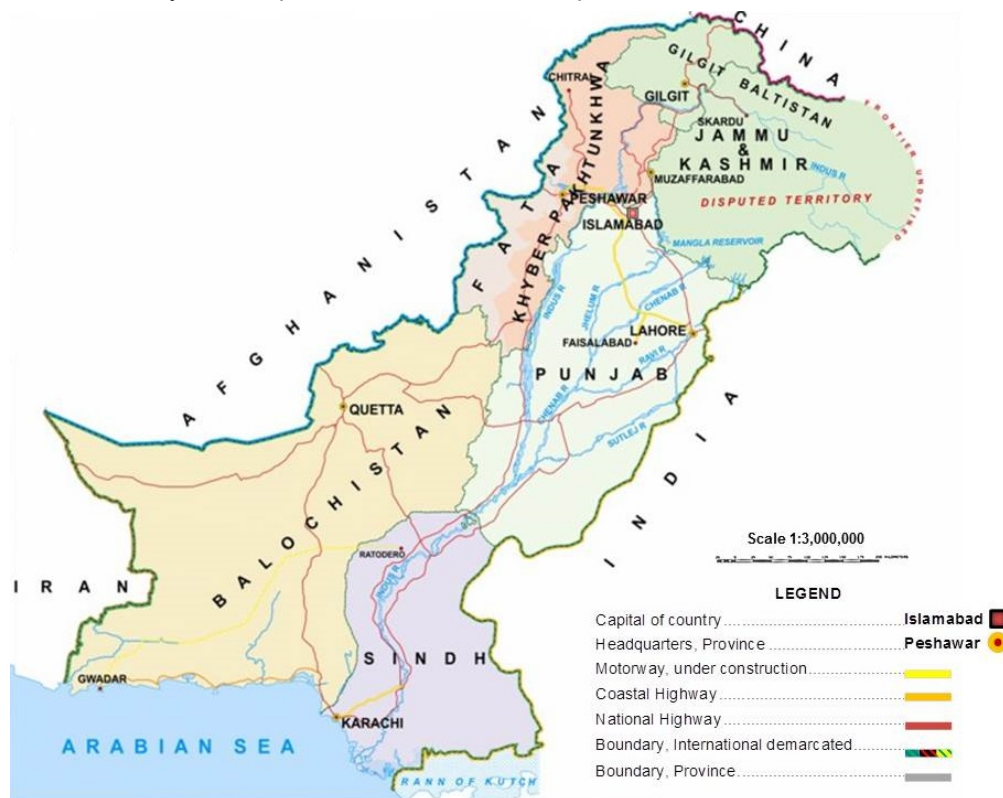 CHINA
GILGIT BALTISTAN
CHITRAL
GILGIT
SKARDU
JAMMU
&
KASHMIR
INDUS R
FRONTIER UNDEFINED
MUZAFFARABAD
DISPUTED TERRITORY
AFGHANISTAN
FATA
KHYBER PAKHTUNKHWA
PESHAWAR
ISLAMABAD
MANGLA RESERVOIR
INDUS R
JHELUM R
CHENAB R
LAHORE
FAISALABAD
RAVI R
PUNJAB
CHENAB R
SUTLEJ R
QUETTA
BALOCHISTAN
INDIA
RATODERO
INDUS R
IRAN
SINDH
GWADAR
KARACHI
ARABIAN SEA
RANN OF KUTCH
Scale 1:3,000,000
LEGEND
Capital of country Islamabad
Headquarters, Province Peshawar
Motorway, under construction
Coastal Highway
National Highway
Boundary, International demarcated
Boundary, Province